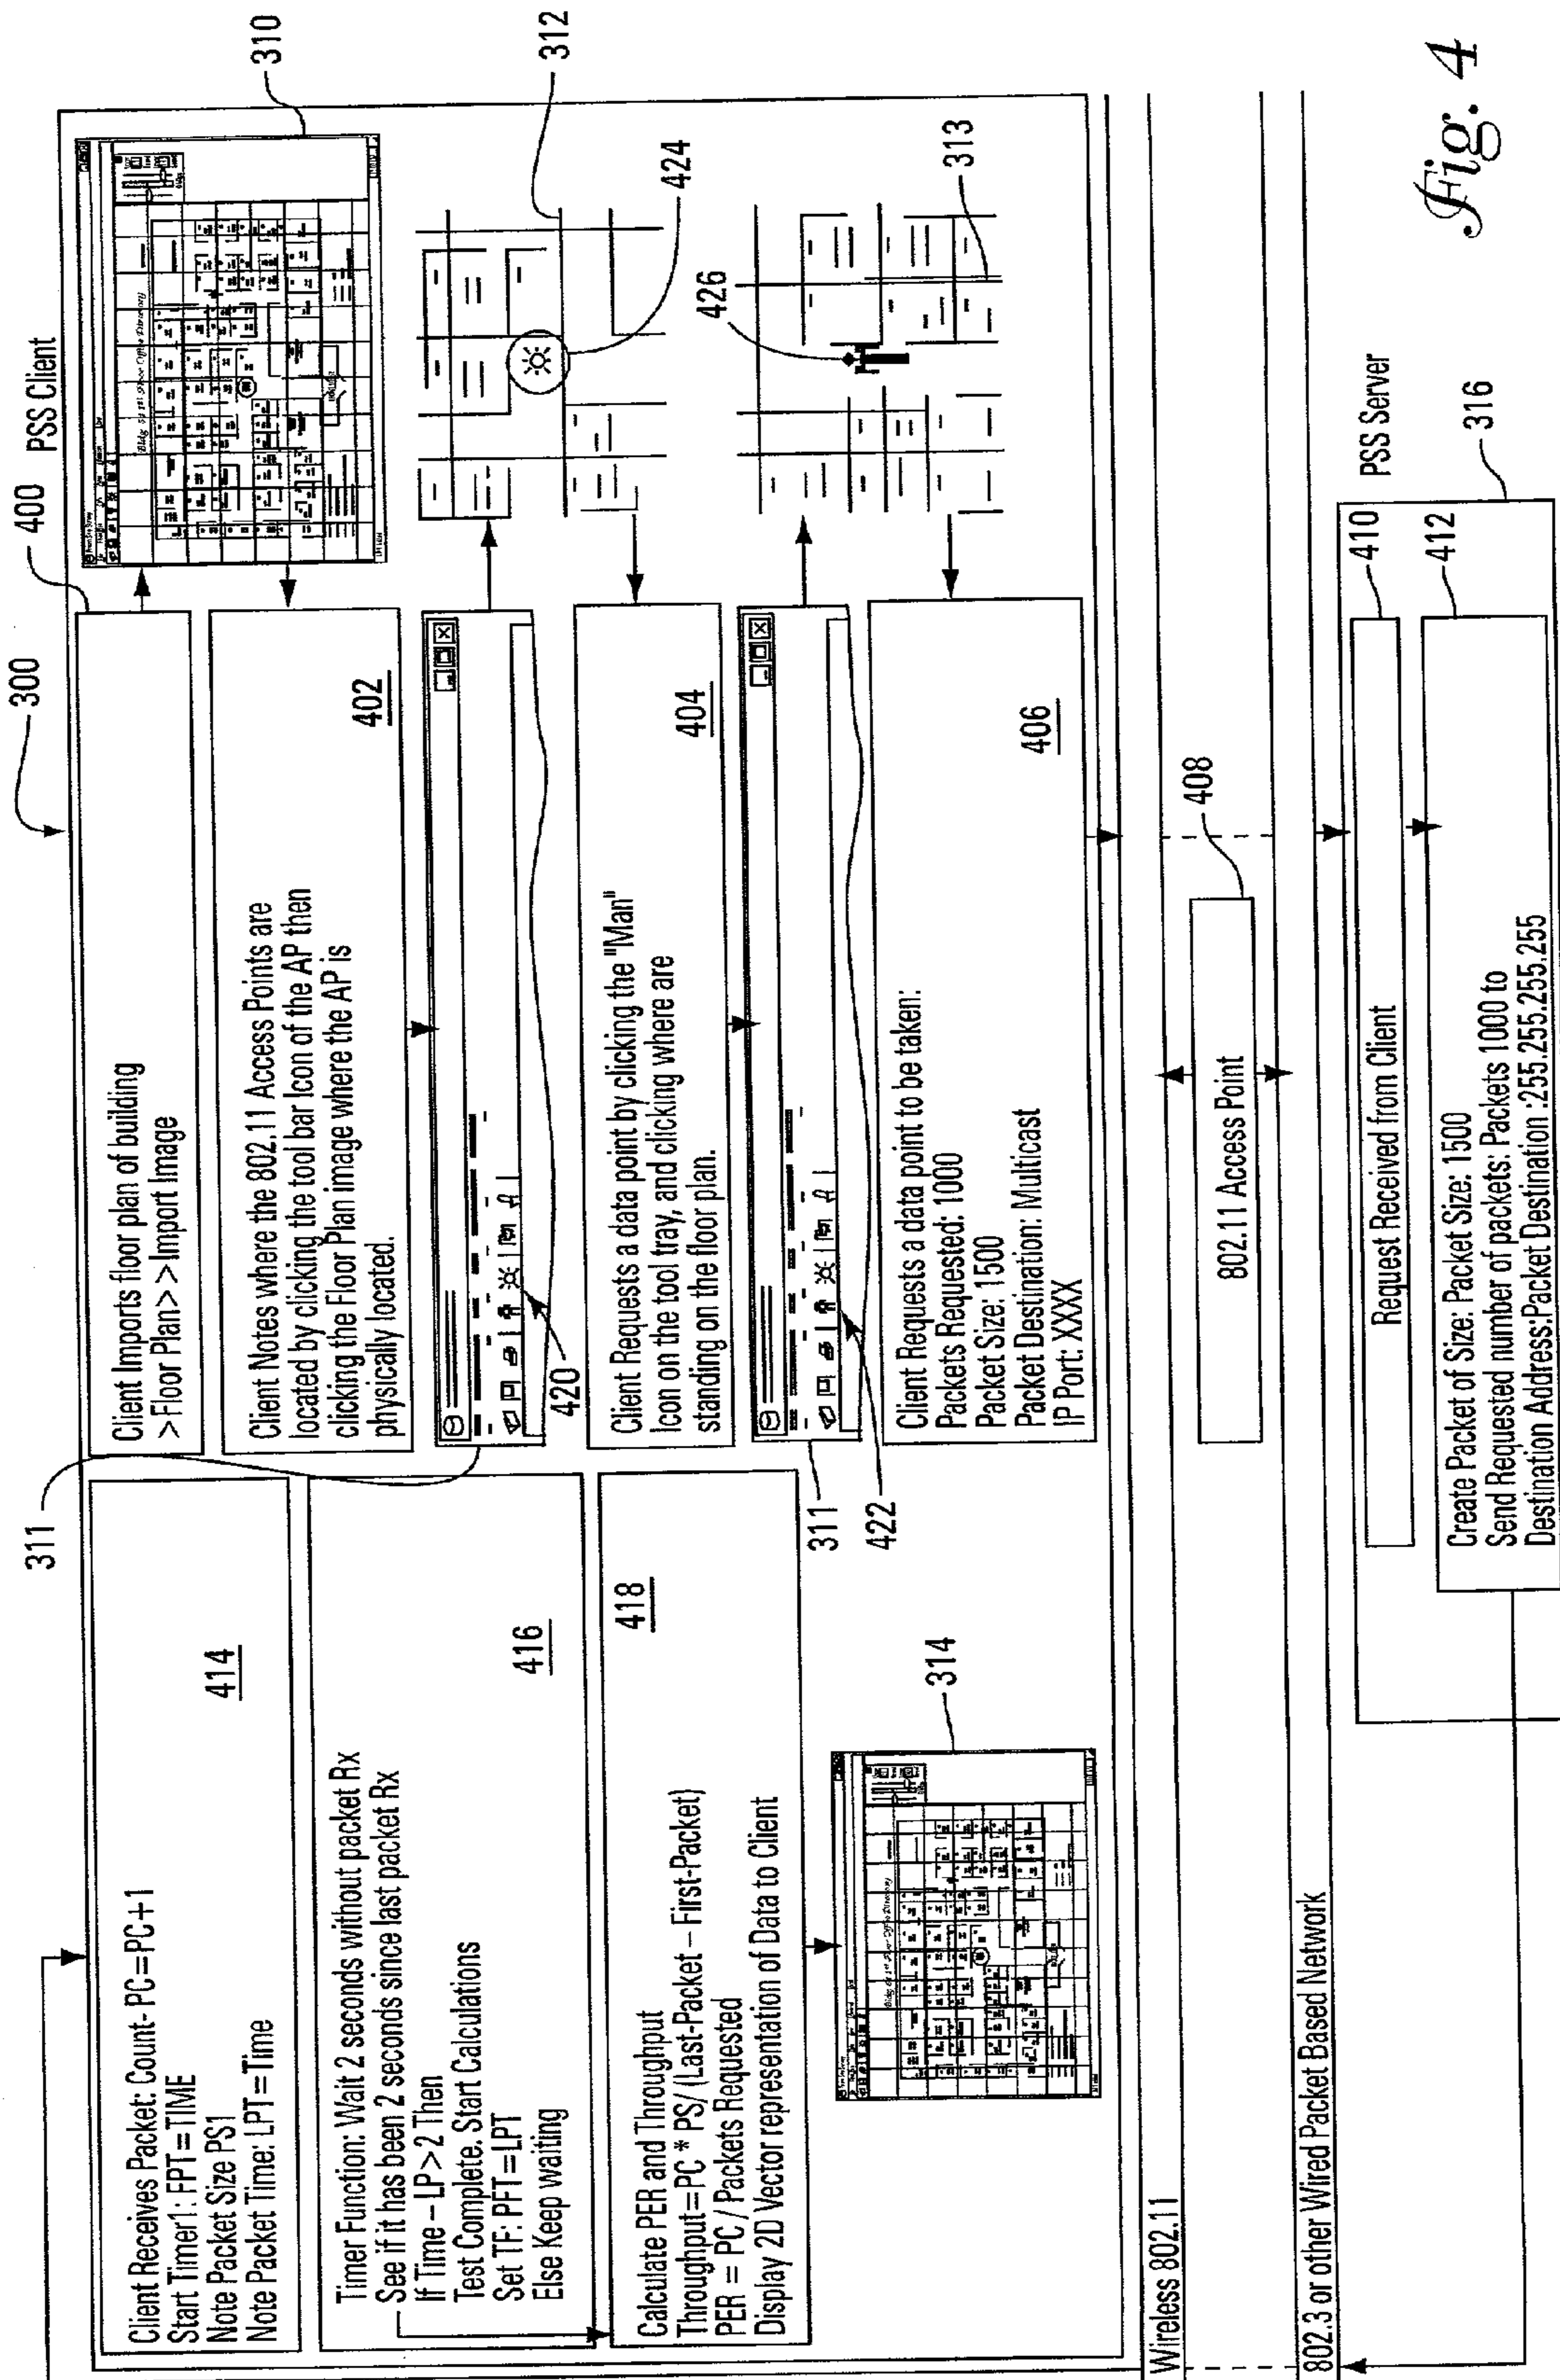 300
400
PSS Client
310
Client Imports floor plan of building
>Floor Plan> >Import Image
Client Notes where the 802.11 Access Points are
located by clicking the tool bar Icon of the AP then
clicking the Floor Plan image where the AP is
physically located.
402
311
420
312
424
Client Requests a data point by clicking the "Man"
Icon on the tool tray, and clicking where are
standing on the floor plan.
404
311
422
426
313
Client Requests a data point to be taken:
Packets Requested: 1000
Packet Size: 1500
Packet Destination: Multicast
IP Port: XXXX
406
Client Receives Packet: Count- PC=PC+1
Start Timer1: FPT=TIME
Note Packet Size PS1
Note Packet Time: LPT=Time
414
Timer Function: Wait 2 seconds without packet Rx
See if it has been 2 seconds since last packet Rx
If Time – LP>2 Then
Test Complete. Start Calculations
Set TF: PFT=LPT
Else Keep waiting
416
Calculate PER and Throughput
Throughput=PC * PS/ (Last-Packet – First-Packet)
PER = PC / Packets Requested
Display 2D Vector representation of Data to Client
418
Bldg 64 1st Floor Office Directory
314
Wireless 802.11
802.11 Access Point
408
802.3 or other Wired Packet Based Network
PSS Server
316
Request Received from Client
410
Create Packet of Size: Packet Size: 1500
Send Requested number of packets: Packets 1000 to
Destination Address:Packet Destination :255.255.255.255
412
Fig. 4